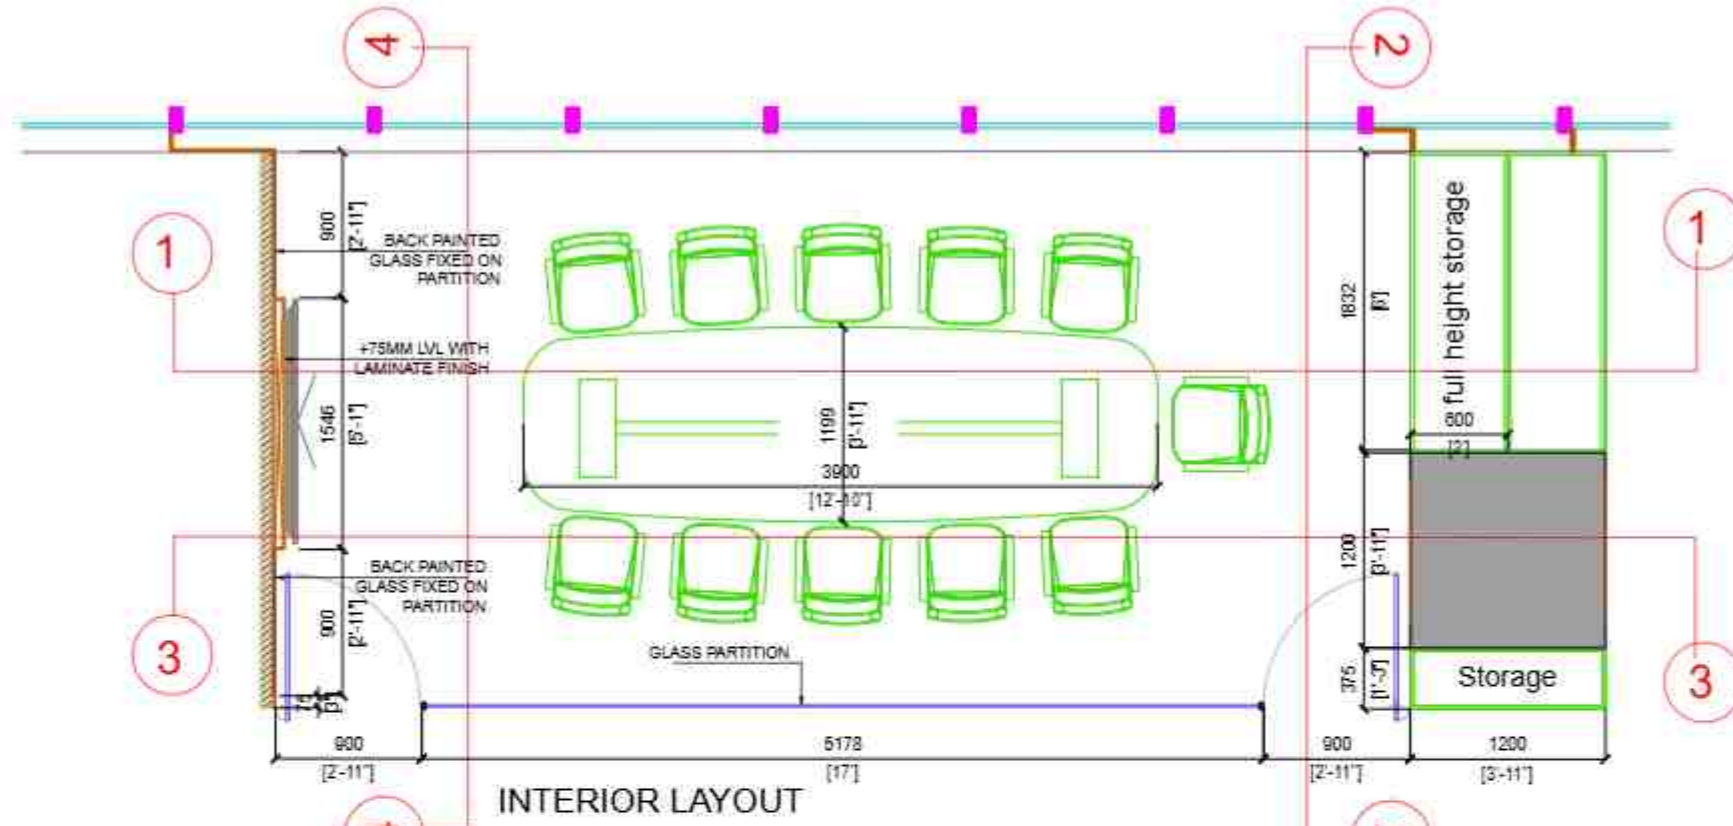 4
2
1
1
900
[2'-11"]
BACK PAINTED
GLASS FIXED ON
PARTITION
full height storage
1832
[6']
+75MM LVL WITH
LAMINATE FINISH
1546
[5'-1"]
1199
[3'-11"]
600
[2']
3900
[12'-10"]
1200
[3'-11"]
BACK PAINTED
GLASS FIXED ON
PARTITION
900
[2'-11"]
3
GLASS PARTITION
375
Storage
3
75
[3"]
900
5178
900
1200
[2'-11"]
[17']
[2'-11"]
[3'-11"]
INTERIOR LAYOUT